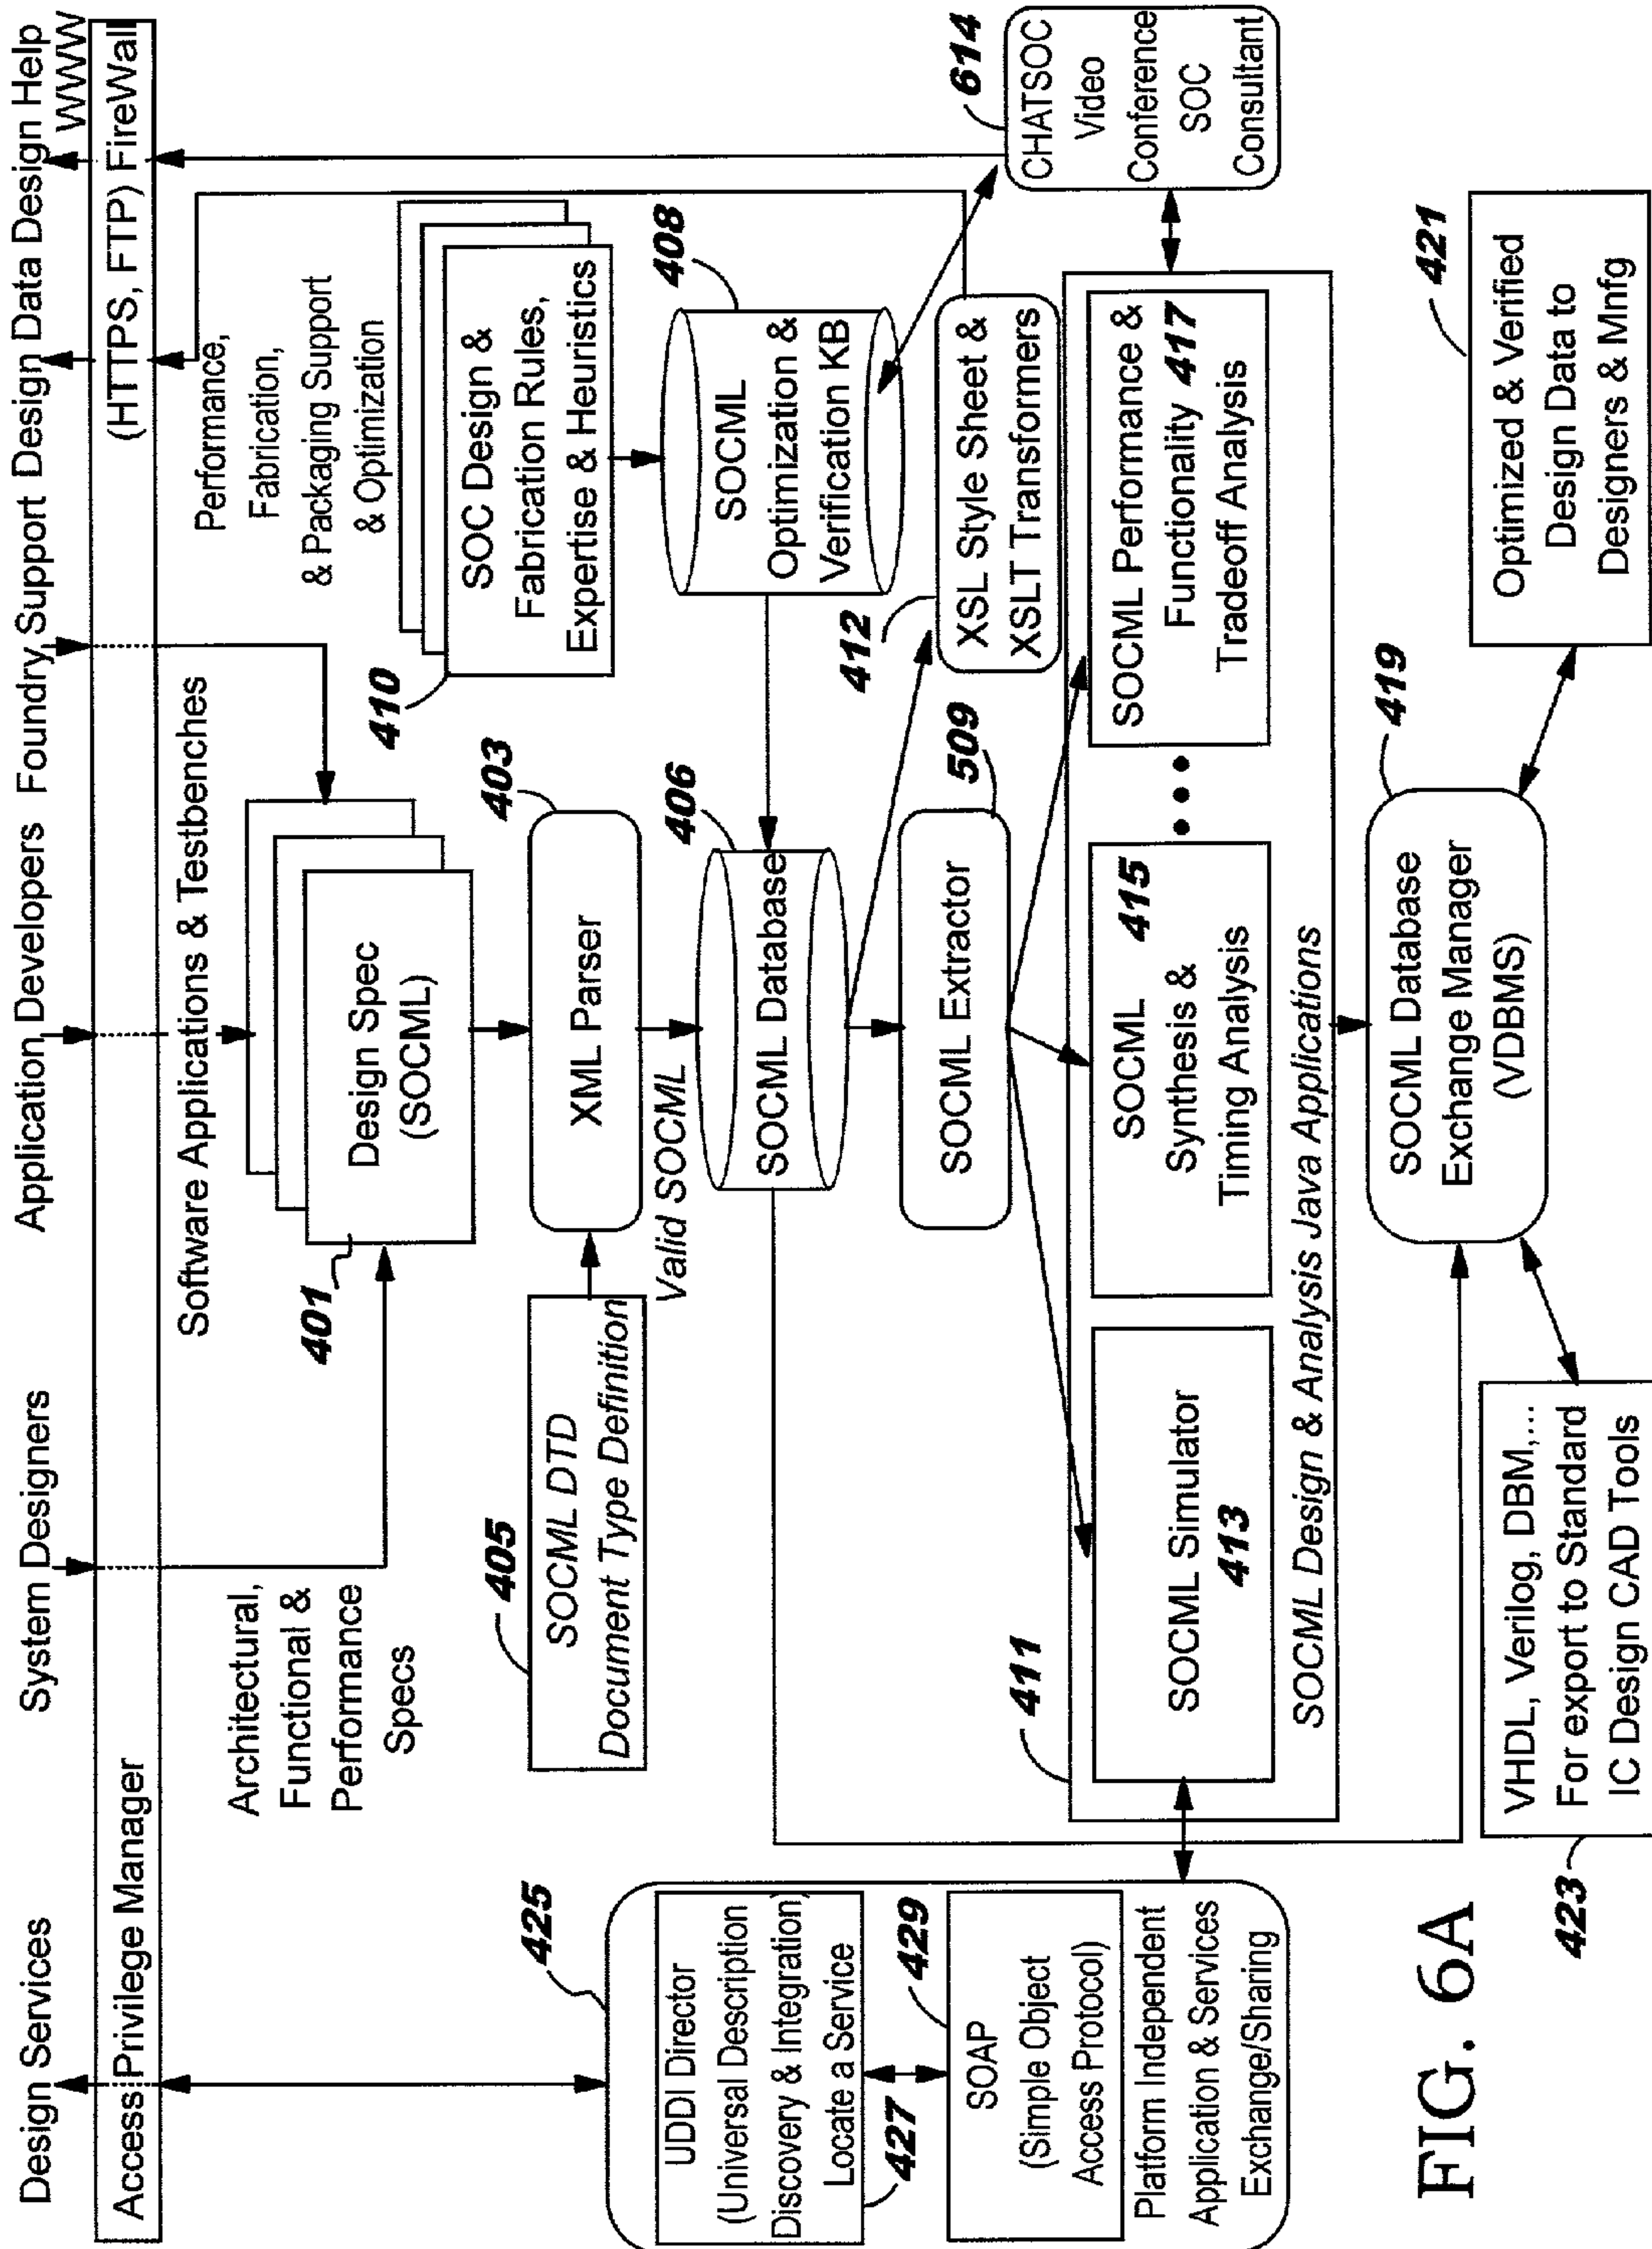 Design Services
System Designers
Application Developers
Foundry Support
Design Data
Design Help
WWW
Access Privilege Manager
(HTTPS, FTP) FireWall
Architectural,
Functional &
Performance
Specs
Software Applications & Testbenches
Performance,
Fabrication,
& Packaging Support
& Optimization
401
Design Spec
(SOCML)
410
SOC Design &
Fabrication Rules,
Expertise & Heuristics
405
SOCML DTD
Document Type Definition
403
XML Parser
Valid SOCML
406
SOCML Database
408
SOCML
Optimization &
Verification KB
425
UDDI Director
(Universal Description
Discovery & Integration)
Locate a Service
427
429
SOAP
(Simple Object
Access Protocol)
Platform Independent
Application & Services
Exchange/Sharing
509
SOCML Extractor
412
XSL Style Sheet &
XSLT Transformers
614
CHATSOC
Video
Conference
SOC
Consultant
411
SOCML Simulator
413
SOCML
415
Synthesis &
Timing Analysis
SOCML Performance &
Functionality 417
Tradeoff Analysis
SOCML Design & Analysis Java Applications
419
SOCML Database
Exchange Manager
(VDBMS)
423
VHDL, Verilog, DBM,...
For export to Standard
IC Design CAD Tools
421
Optimized & Verified
Design Data to
Designers & Mnfg
FIG. 6A